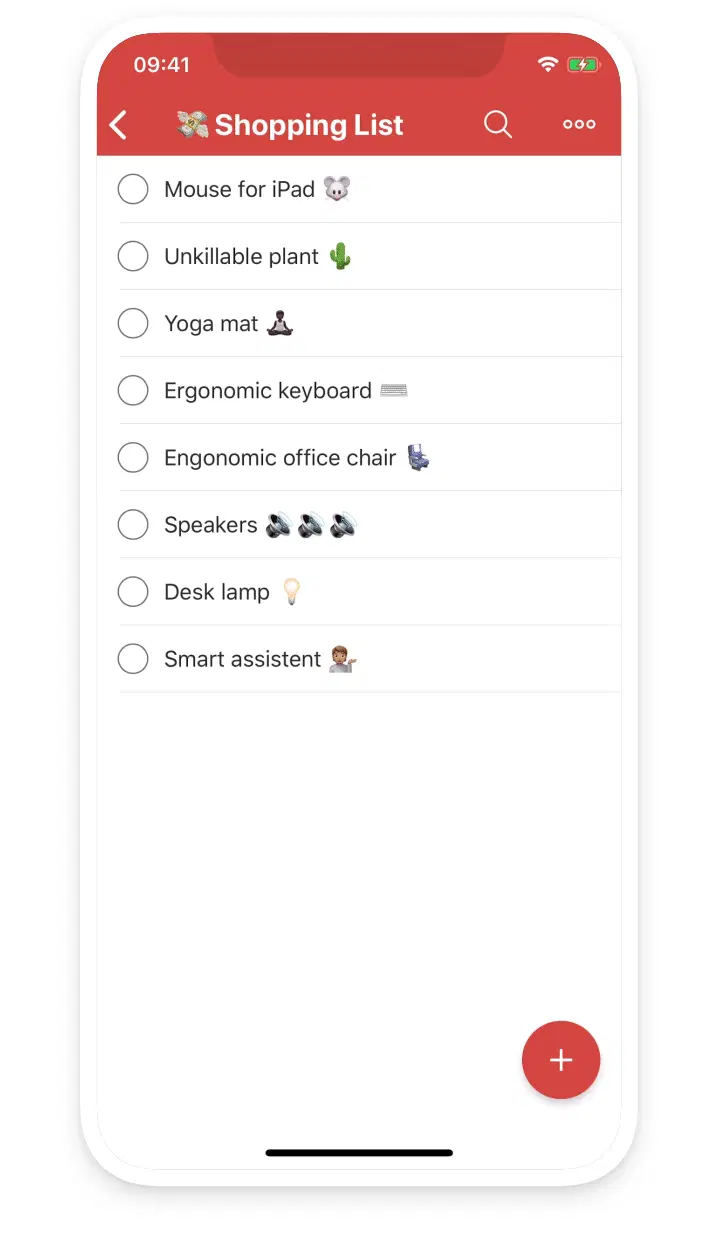 09:41
💸 Shopping List
Mouse for iPad 🐭
Unkillable plant 🌵
Yoga mat 🧘🏿
Ergonomic keyboard ⌨️
Engonomic office chair 💺
Speakers 🔊🔊🔊
Desk lamp 💡
Smart assistent 💁🏽